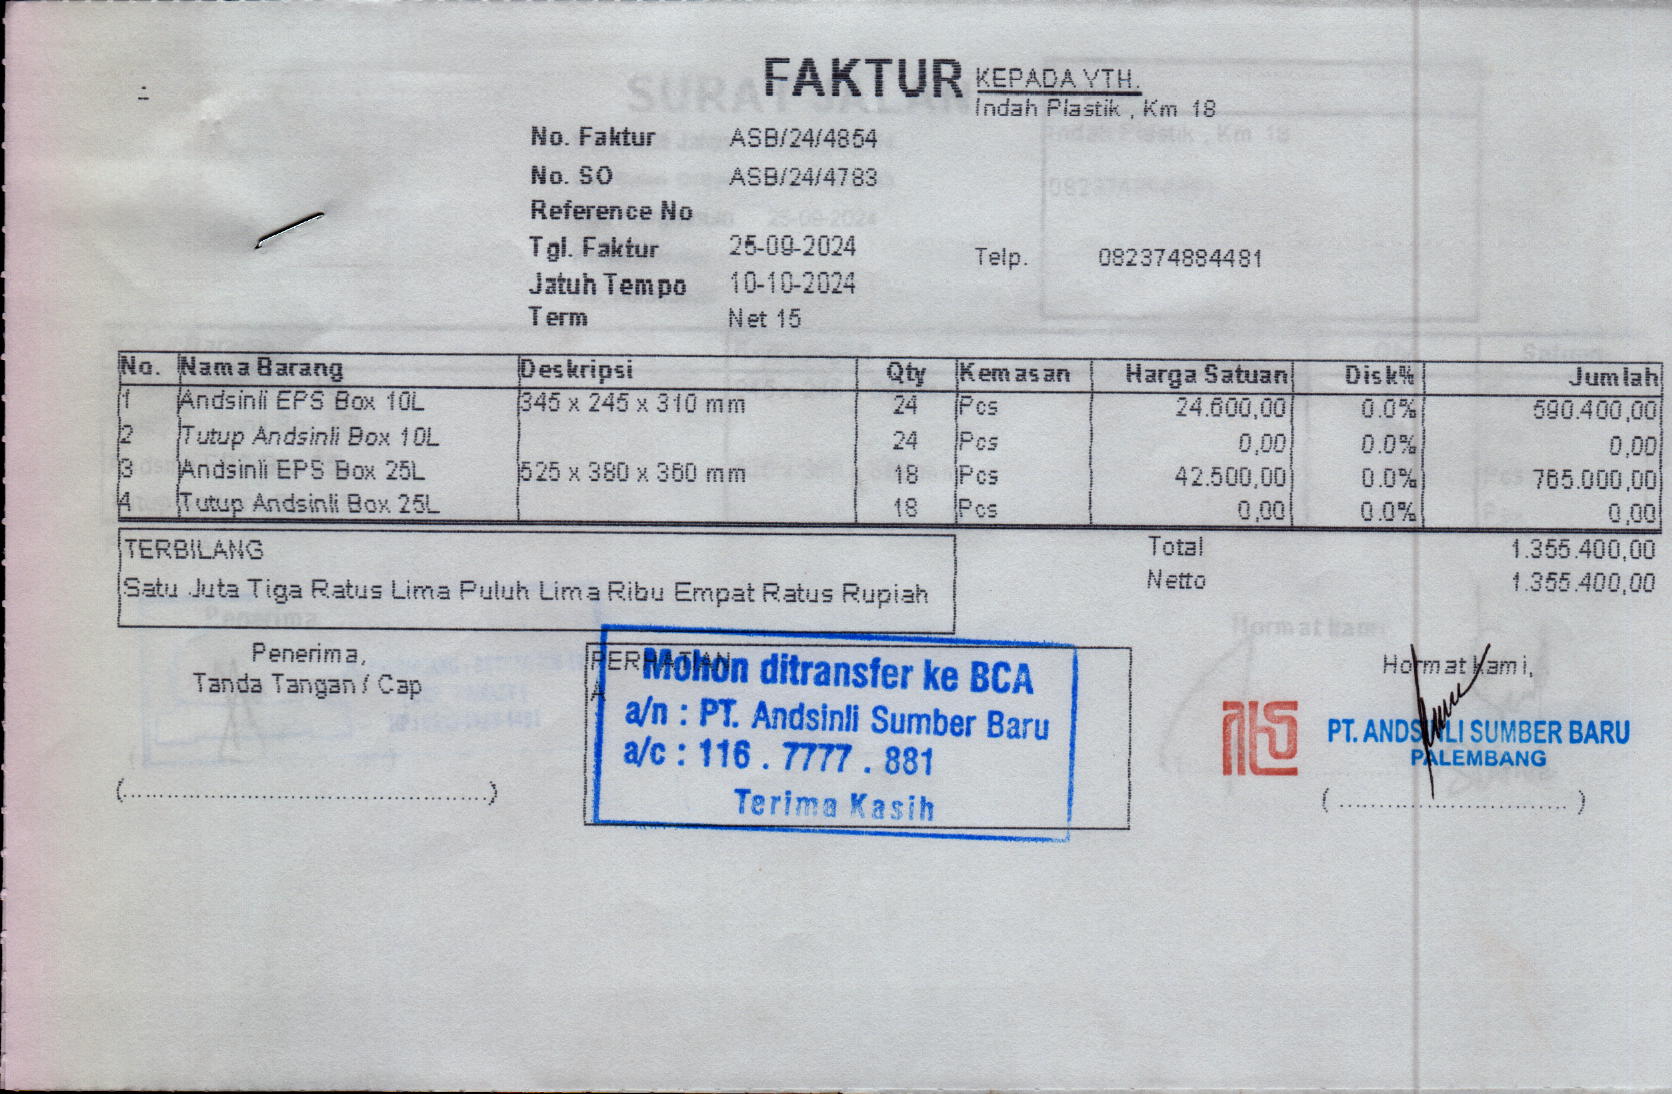 FAKTUR
KEPADA YTH.
Indah Plastik , Km 18
No. Faktur ASB/24/4854
No. SO ASB/24/4783
Reference No
Tgl. Faktur 25-09-2024
Telp. 082374884481
Jatuh Tempo 10-10-2024
Term Net 15
No. Nama Barang Deskripsi Qty Kemasan Harga Satuan Disk% Jumlah
1 Andsinli EPS Box 10L 345 x 245 x 310 mm 24 Pcs 24.600,00 0.0% 590.400,00
2 Tutup Andsinli Box 10L 24 Pcs 0,00 0.0% 0,00
3 Andsinli EPS Box 25L 525 x 380 x 360 mm 18 Pcs 42.500,00 0.0% 765.000,00
4 Tutup Andsinli Box 25L 18 Pcs 0,00 0.0% 0,00
TERBILANG
Satu Juta Tiga Ratus Lima Puluh Lima Ribu Empat Ratus Rupiah
Total 1.355.400,00
Netto 1.355.400,00
Penerima,
Tanda Tangan / Cap
(..............................................)
PERHATIAN
A
Mohon ditransfer ke BCA
a/n : PT. Andsinli Sumber Baru
a/c : 116 . 7777 . 881
Terima Kasih
Hormat kami,
PT. ANDSINLI SUMBER BARU
PALEMBANG
( ............................ )